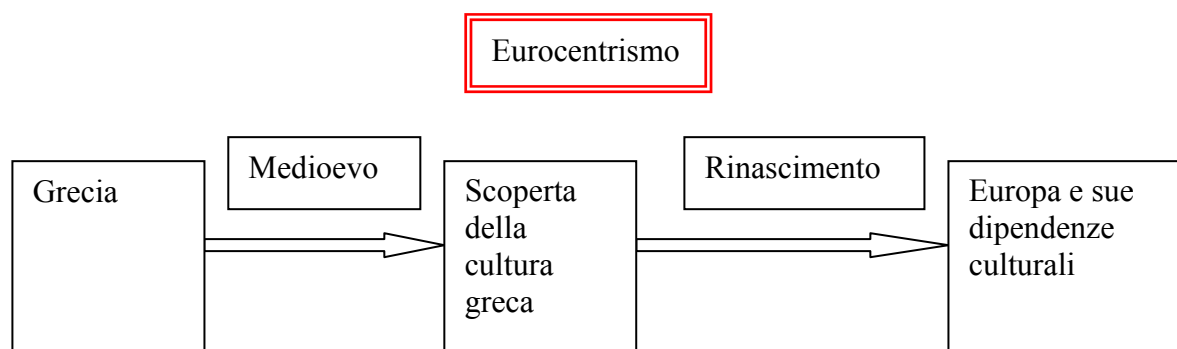 Eurocentrismo
Grecia
Medioevo
Scoperta
della
cultura
greca
Rinascimento
Europa e sue
dipendenze
culturali